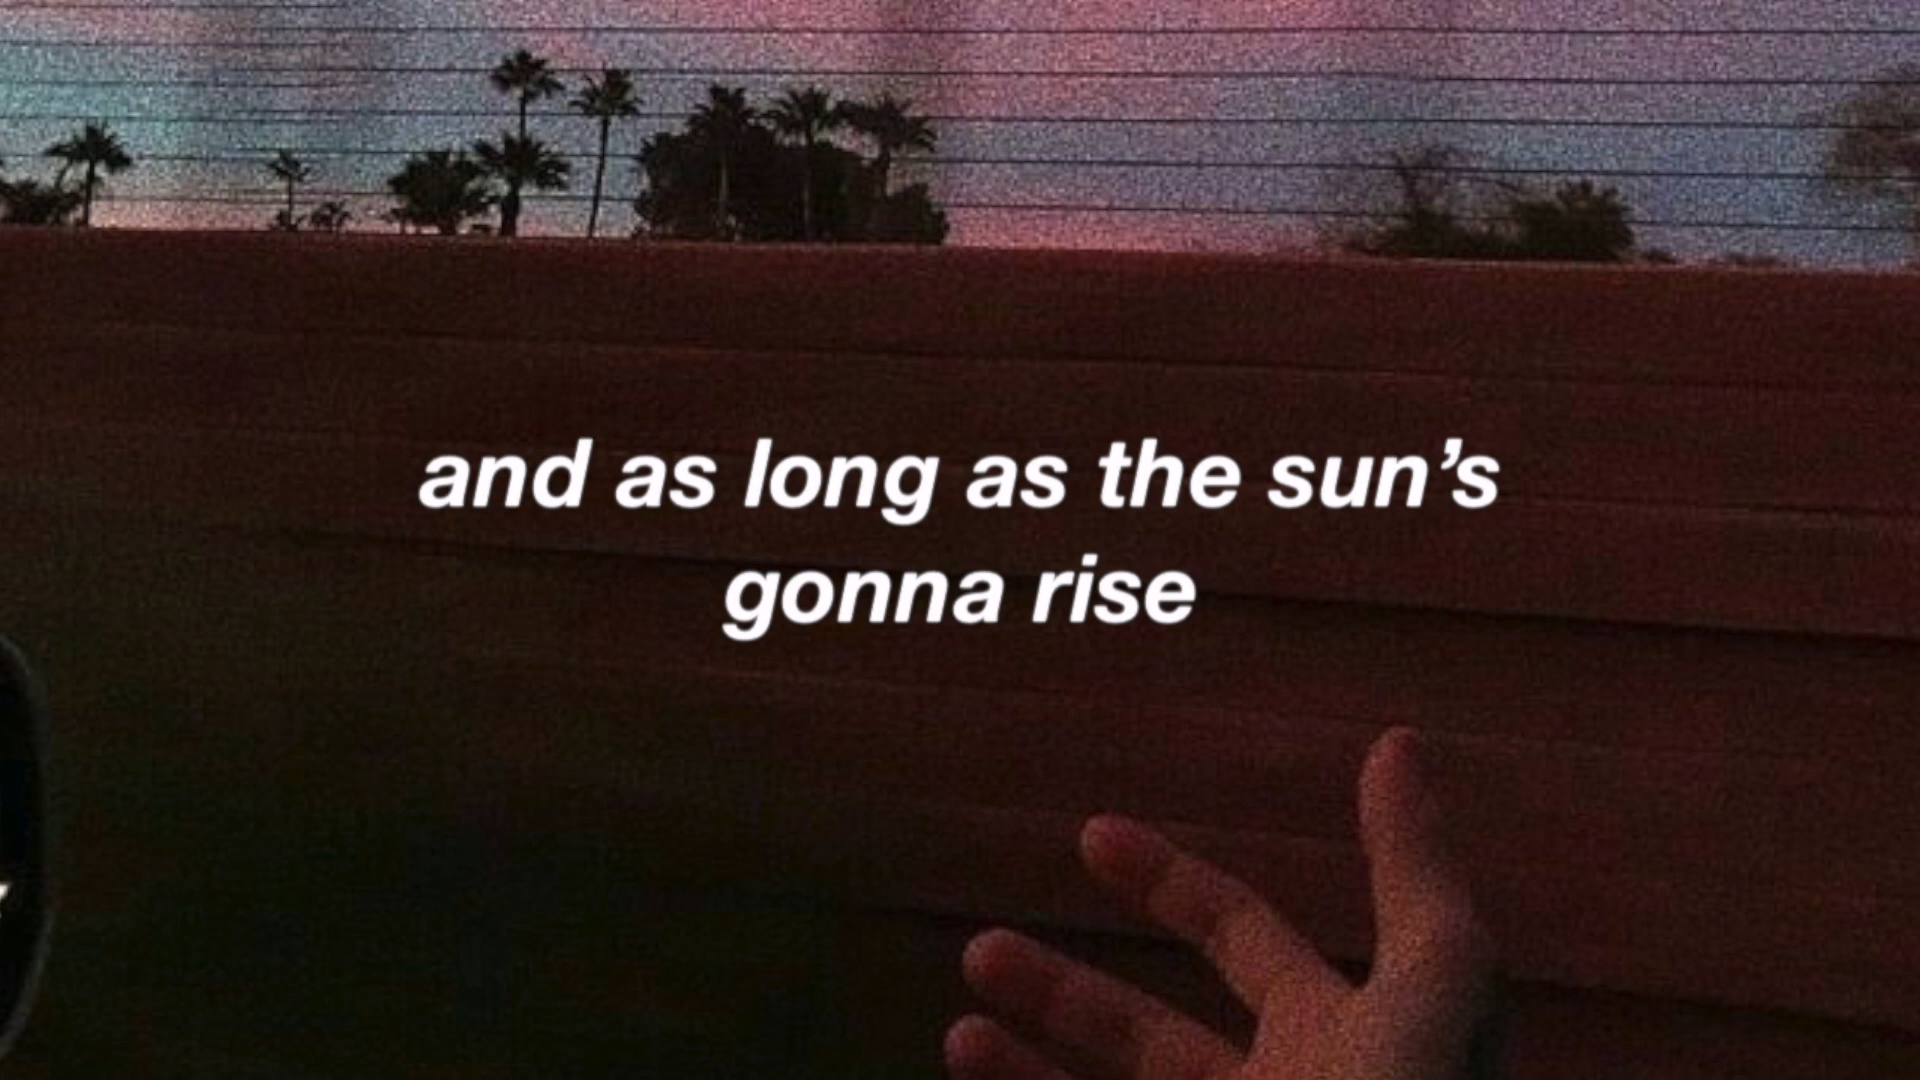 and as long as the sun’s
gonna rise